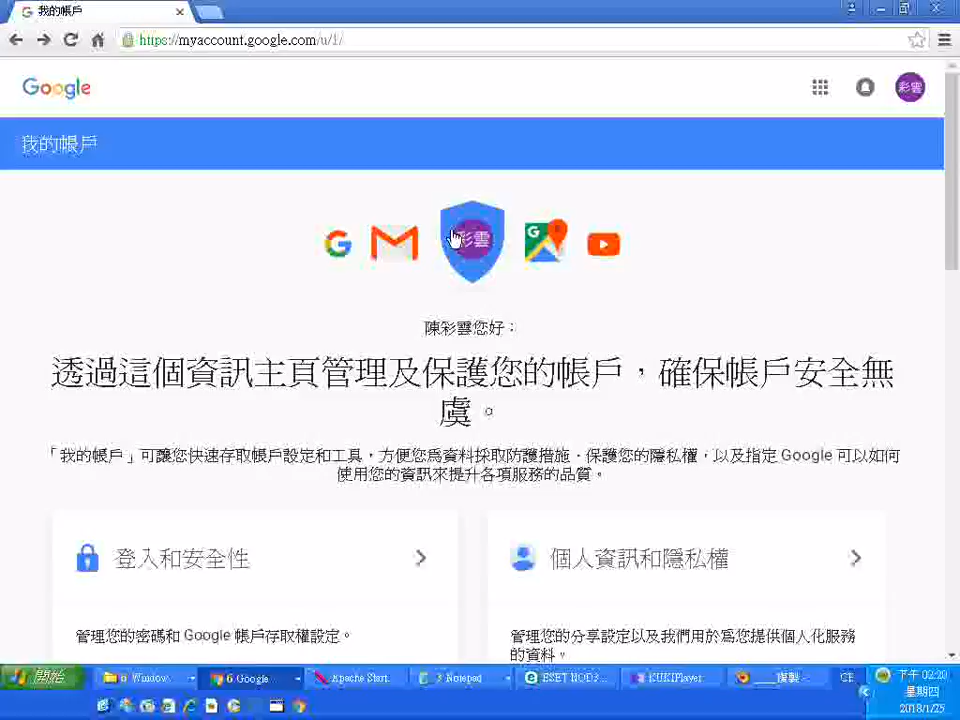 我的帳戶
https://myaccount.google.com/u/1/
Google
彩雲
我的帳戶
彩雲
陳彩雲您好：
透過這個資訊主頁管理及保護您的帳戶，確保帳戶安全無
虞。
「我的帳戶」可讓您快速存取帳戶設定和工具，方便您為資料採取防護措施、保護您的隱私權，以及指定 Google 可以如何
使用您的資訊來提升各項服務的品質。
登入和安全性
個人資訊和隱私權
管理您的密碼和 Google 帳戶存取權設定。
管理您的分享設定以及我們用於為您提供個人化服務
的資料。
開始
6 Window...
6 Google
Apache Start...
3 Notepad
ESET NOD3...
KUKIPlayer
CH
下午 02:20
星期四
2018/1/25